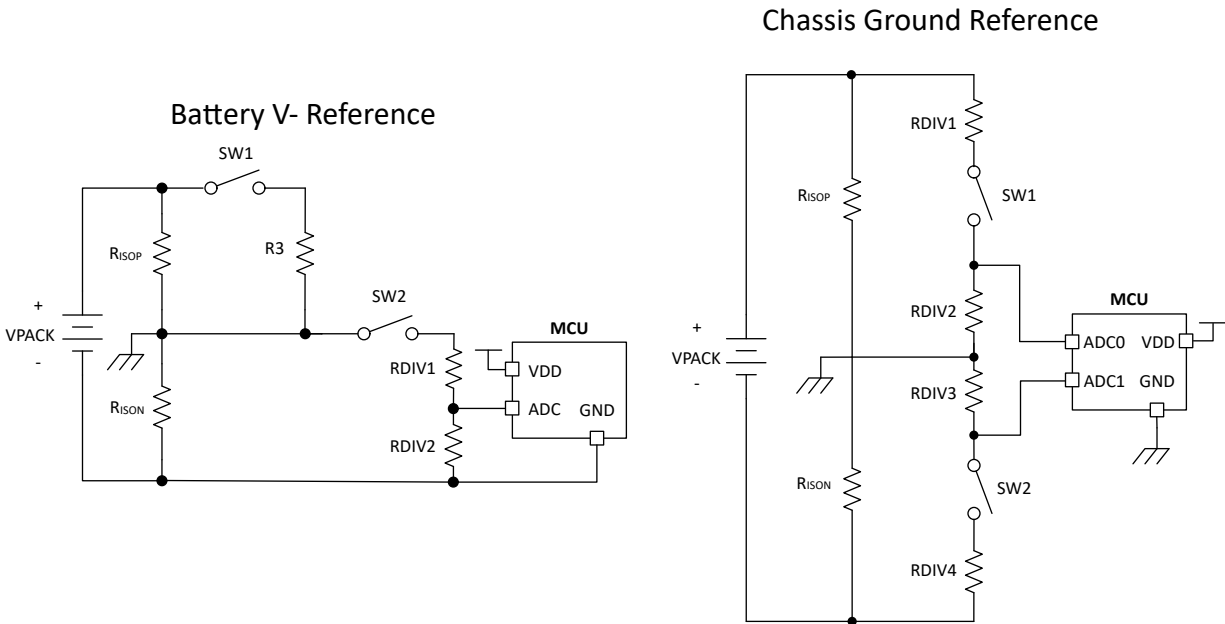 Chassis Ground Reference
Battery V- Reference
SW1
RISOP
R3
+
VPACK
-
SW2
MCU
RDIV1
VDD
ADC
GND
RISON
RDIV2
RDIV1
SW1
RISOP
RDIV2
MCU
+
VPACK
-
ADC0
VDD
ADC1
GND
RDIV3
RISON
SW2
RDIV4